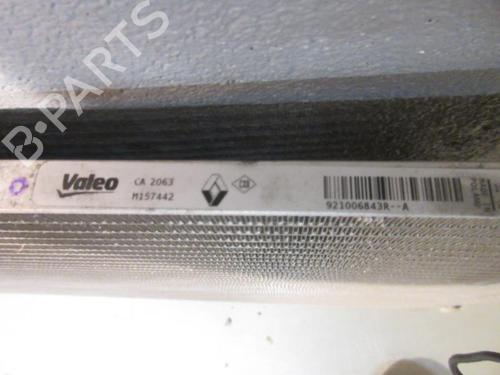 B-PARTS
Valeo
CA 2063
M157442
921006843R--A